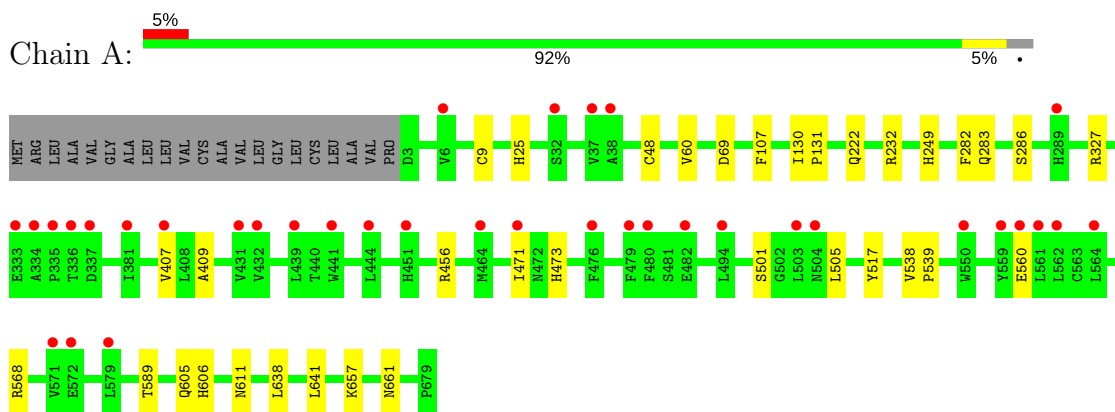 5%
Chain A:
92% 5% •
MET ARG LEU ALA VAL GLY ALA LEU LEU VAL CYS ALA VAL LEU GLY LEU CYS LEU ALA VAL PRO D3 V6 C9 H25 S32 V37 A38 C48 V60 D69 F107 I130 P131 Q222 R232 H249 F282 Q283 S286 H289 R327
E333 A334 P335 T336 D337 I381 V407 L408 A409 V431 V432 L439 T440 W441 L444 H451 R456 M464 I471 N472 H473 F476 F479 F480 S481 E482 L494 S501 G502 L503 N504 L505 Y517 V538 P539 W550 Y559 E560 L561 L562 C563 L564
R568 V571 E572 L579 T589 Q605 H606 N611 L638 L641 K657 N661 P679